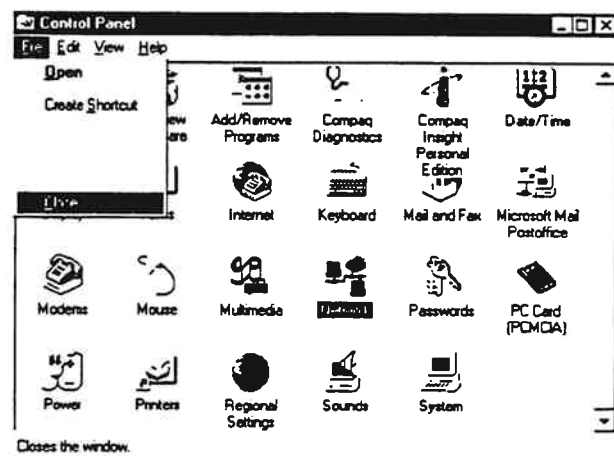 Control Panel
File Edit View Help
Open
Create Shortcut
Close
ew
are
Add/Remove
Programs
Compaq
Diagnostics
Compaq
Insight
Personal
Edition
Date/Time
Internet
Keyboard
Mail and Fax
Microsoft Mail
Postoffice
Modems
Mouse
Multimedia
Network
Passwords
PC Card
(PCMCIA)
Power
Printers
Regional
Settings
Sounds
System
Closes the window.